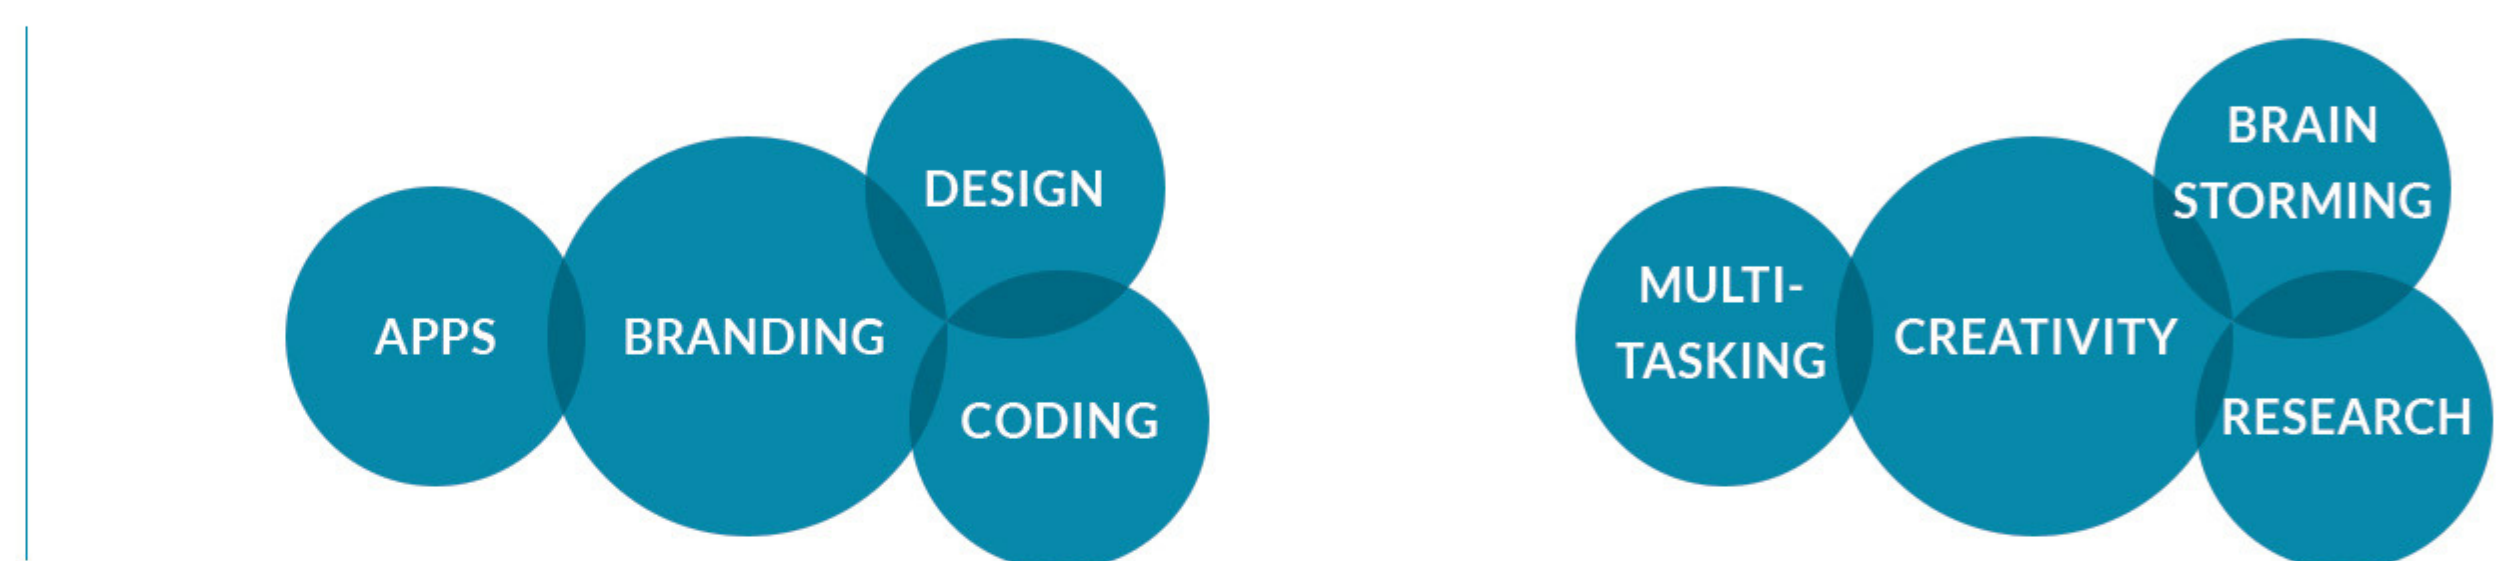 DESIGN
APPS
BRANDING
CODING
BRAIN
STORMING
MULTI-
TASKING
CREATIVITY
RESEARCH